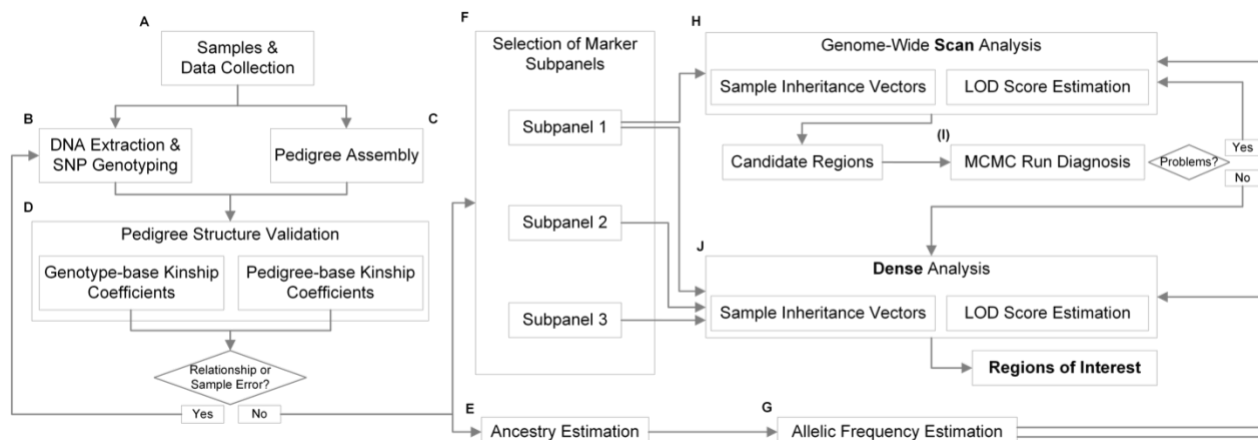 A
Samples &
Data Collection
B
DNA Extraction &
SNP Genotyping
C
Pedigree Assembly
D
Pedigree Structure Validation
Genotype-base Kinship
Coefficients
Pedigree-base Kinship
Coefficients
Relationship or
Sample Error?
Yes
No
E
Ancestry Estimation
F
Selection of Marker
Subpanels
Subpanel 1
Subpanel 2
Subpanel 3
G
Allelic Frequency Estimation
H
Genome-Wide Scan Analysis
Sample Inheritance Vectors
LOD Score Estimation
Candidate Regions
(I)
MCMC Run Diagnosis
Problems?
Yes
No
J
Dense Analysis
Sample Inheritance Vectors
LOD Score Estimation
Regions of Interest